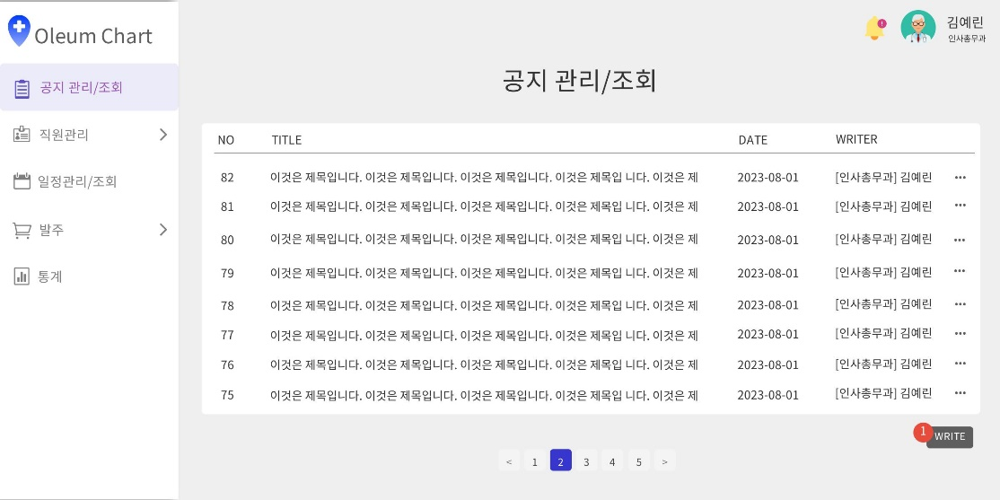 Oleum Chart
!
김예린
인사총무과
공지 관리/조회
직원관리
일정관리/조회
발주
통계
공지 관리/조회
NO TITLE DATE WRITER
82 이것은 제목입니다. 이것은 제목입니다. 이것은 제목입니다. 이것은 제목입 니다. 이것은 제 2023-08-01 [인사총무과] 김예린 •••
81 이것은 제목입니다. 이것은 제목입니다. 이것은 제목입니다. 이것은 제목입 니다. 이것은 제 2023-08-01 [인사총무과] 김예린 •••
80 이것은 제목입니다. 이것은 제목입니다. 이것은 제목입니다. 이것은 제목입 니다. 이것은 제 2023-08-01 [인사총무과] 김예린 •••
79 이것은 제목입니다. 이것은 제목입니다. 이것은 제목입니다. 이것은 제목입 니다. 이것은 제 2023-08-01 [인사총무과] 김예린 •••
78 이것은 제목입니다. 이것은 제목입니다. 이것은 제목입니다. 이것은 제목입 니다. 이것은 제 2023-08-01 [인사총무과] 김예린 •••
77 이것은 제목입니다. 이것은 제목입니다. 이것은 제목입니다. 이것은 제목입 니다. 이것은 제 2023-08-01 [인사총무과] 김예린 •••
76 이것은 제목입니다. 이것은 제목입니다. 이것은 제목입니다. 이것은 제목입 니다. 이것은 제 2023-08-01 [인사총무과] 김예린 •••
75 이것은 제목입니다. 이것은 제목입니다. 이것은 제목입니다. 이것은 제목입 니다. 이것은 제 2023-08-01 [인사총무과] 김예린 •••
1 WRITE
< 1 2 3 4 5 >